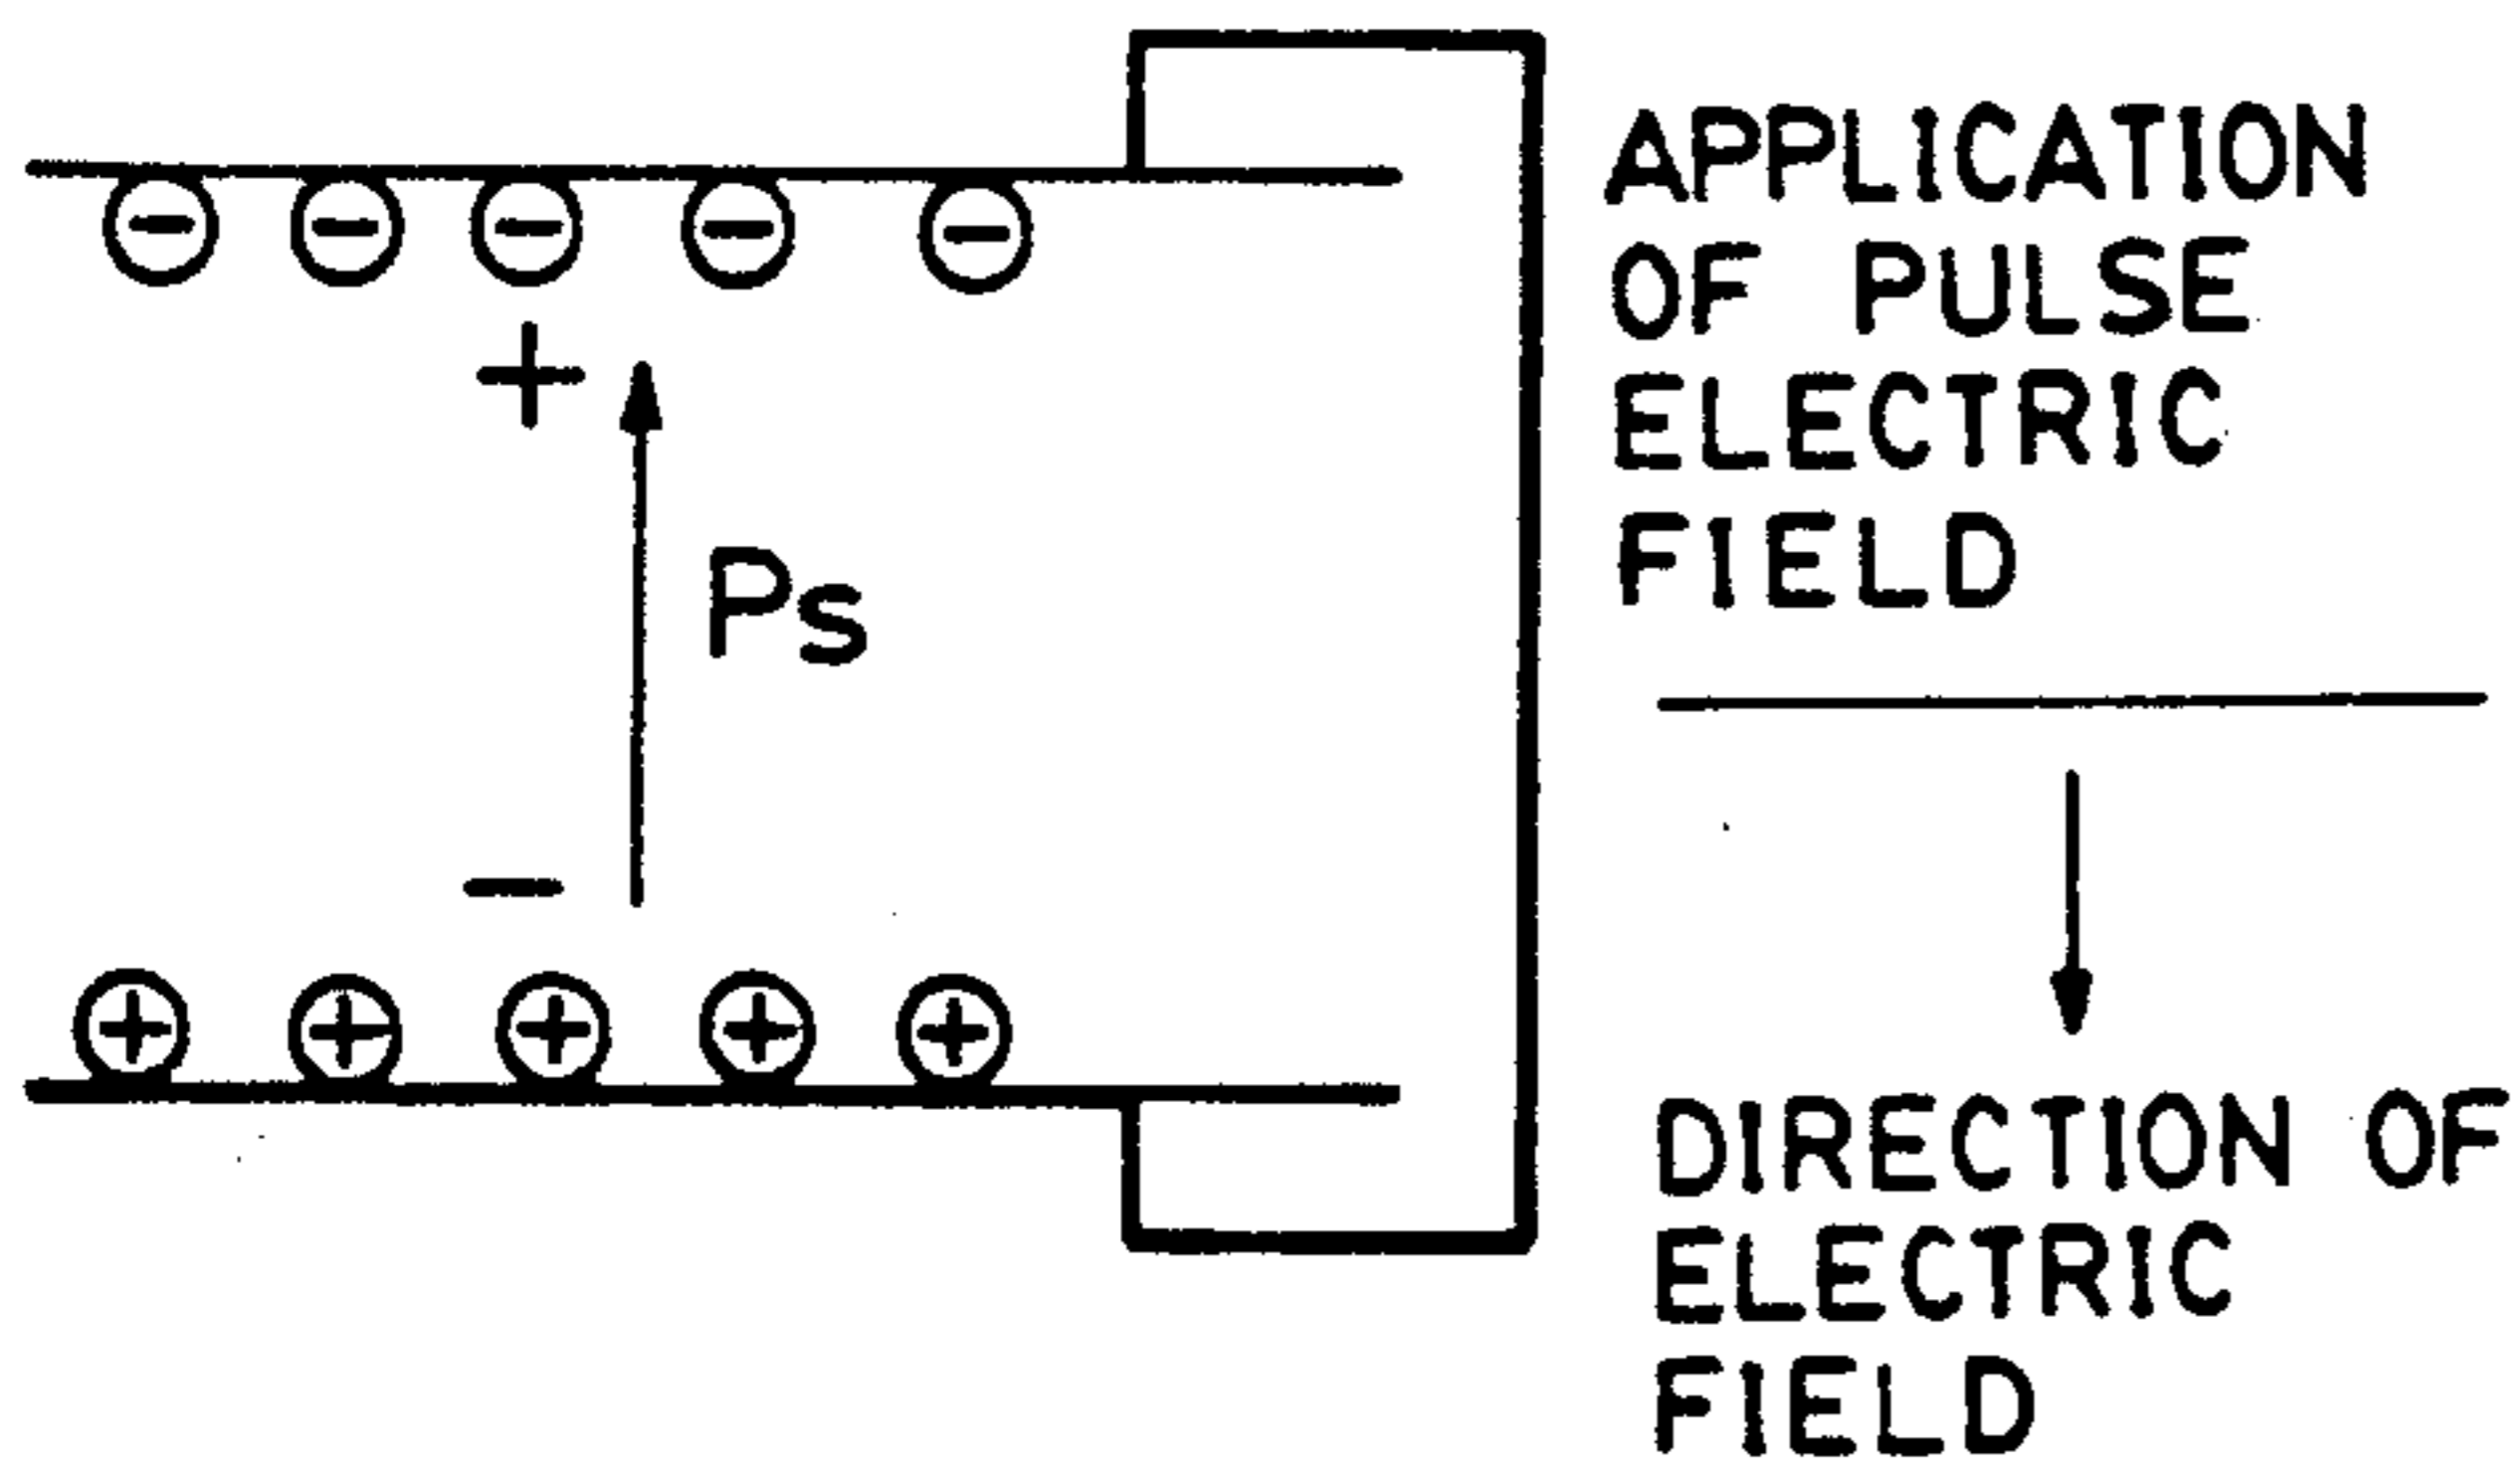 ⊖ ⊖ ⊖ ⊖ ⊖
+
Ps
−
⊕ ⊕ ⊕ ⊕ ⊕
APPLICATION
OF PULSE
ELECTRIC
FIELD
DIRECTION OF
ELECTRIC
FIELD